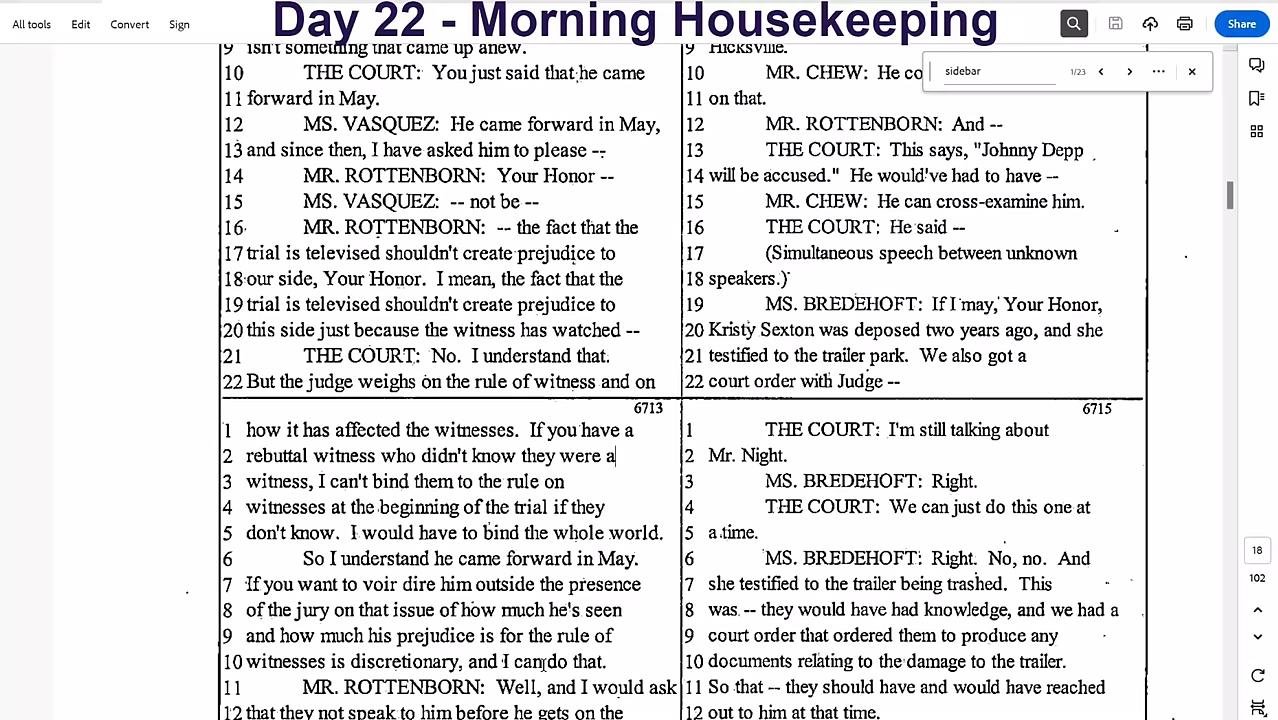 Day 22 - Morning Housekeeping
All tools Edit Convert Sign
Share
sidebar 1/23
9 isn't something that came up anew.
10 THE COURT: You just said that he came
11 forward in May.
12 MS. VASQUEZ: He came forward in May,
13 and since then, I have asked him to please --
14 MR. ROTTENBORN: Your Honor --
15 MS. VASQUEZ: -- not be --
16 MR. ROTTENBORN: -- the fact that the
17 trial is televised shouldn't create prejudice to
18 our side, Your Honor. I mean, the fact that the
19 trial is televised shouldn't create prejudice to
20 this side just because the witness has watched --
21 THE COURT: No. I understand that.
22 But the judge weighs on the rule of witness and on
6713
1 how it has affected the witnesses. If you have a
2 rebuttal witness who didn't know they were a
3 witness, I can't bind them to the rule on
4 witnesses at the beginning of the trial if they
5 don't know. I would have to bind the whole world.
6 So I understand he came forward in May.
7 If you want to voir dire him outside the presence
8 of the jury on that issue of how much he's seen
9 and how much his prejudice is for the rule of
10 witnesses is discretionary, and I can do that.
11 MR. ROTTENBORN: Well, and I would ask
12 that they not speak to him before he gets on the
9 Hicksville.
10 MR. CHEW: He co
11 on that.
12 MR. ROTTENBORN: And --
13 THE COURT: This says, "Johnny Depp
14 will be accused." He would've had to have --
15 MR. CHEW: He can cross-examine him.
16 THE COURT: He said --
17 (Simultaneous speech between unknown
18 speakers.)
19 MS. BREDEHOFT: If I may, Your Honor,
20 Kristy Sexton was deposed two years ago, and she
21 testified to the trailer park. We also got a
22 court order with Judge --
6715
1 THE COURT: I'm still talking about
2 Mr. Night.
3 MS. BREDEHOFT: Right.
4 THE COURT: We can just do this one at
5 a time.
6 MS. BREDEHOFT: Right. No, no. And
7 she testified to the trailer being trashed. This
8 was -- they would have had knowledge, and we had a
9 court order that ordered them to produce any
10 documents relating to the damage to the trailer.
11 So that -- they should have and would have reached
12 out to him at that time.
18
102